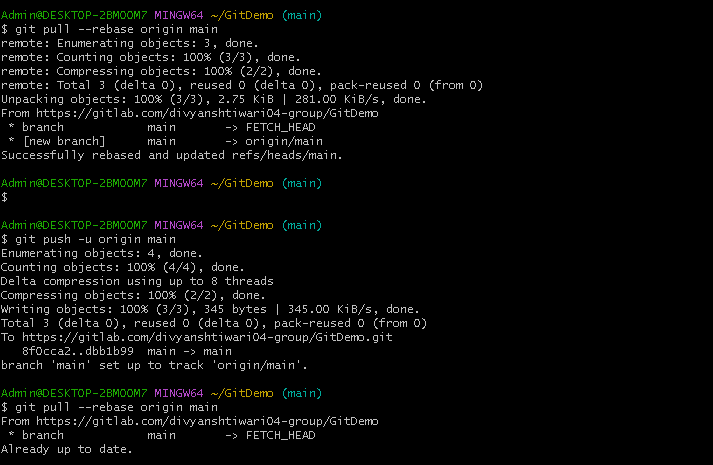 Admin@DESKTOP-2BMOOM7 MINGW64 ~/GitDemo (main)
$ git pull --rebase origin main
remote: Enumerating objects: 3, done.
remote: Counting objects: 100% (3/3), done.
remote: Compressing objects: 100% (2/2), done.
remote: Total 3 (delta 0), reused 0 (delta 0), pack-reused 0 (from 0)
Unpacking objects: 100% (3/3), 2.75 KiB | 281.00 KiB/s, done.
From https://gitlab.com/divyanshtiwari04-group/GitDemo
 * branch            main       -> FETCH_HEAD
 * [new branch]      main       -> origin/main
Successfully rebased and updated refs/heads/main.
Admin@DESKTOP-2BMOOM7 MINGW64 ~/GitDemo (main)
$
Admin@DESKTOP-2BMOOM7 MINGW64 ~/GitDemo (main)
$ git push -u origin main
Enumerating objects: 4, done.
Counting objects: 100% (4/4), done.
Delta compression using up to 8 threads
Compressing objects: 100% (2/2), done.
Writing objects: 100% (3/3), 345 bytes | 345.00 KiB/s, done.
Total 3 (delta 0), reused 0 (delta 0), pack-reused 0 (from 0)
To https://gitlab.com/divyanshtiwari04-group/GitDemo.git
   8f0cca2..dbb1b99  main -> main
branch 'main' set up to track 'origin/main'.
Admin@DESKTOP-2BMOOM7 MINGW64 ~/GitDemo (main)
$ git pull --rebase origin main
From https://gitlab.com/divyanshtiwari04-group/GitDemo
 * branch            main       -> FETCH_HEAD
Already up to date.